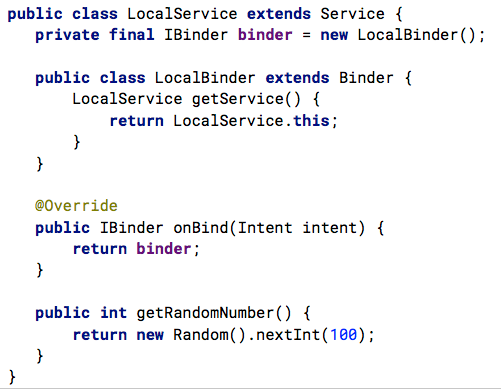 public class LocalService extends Service {
    private final IBinder binder = new LocalBinder();

    public class LocalBinder extends Binder {
        LocalService getService() {
            return LocalService.this;
        }
    }

    @Override
    public IBinder onBind(Intent intent) {
        return binder;
    }

    public int getRandomNumber() {
        return new Random().nextInt(100);
    }
}